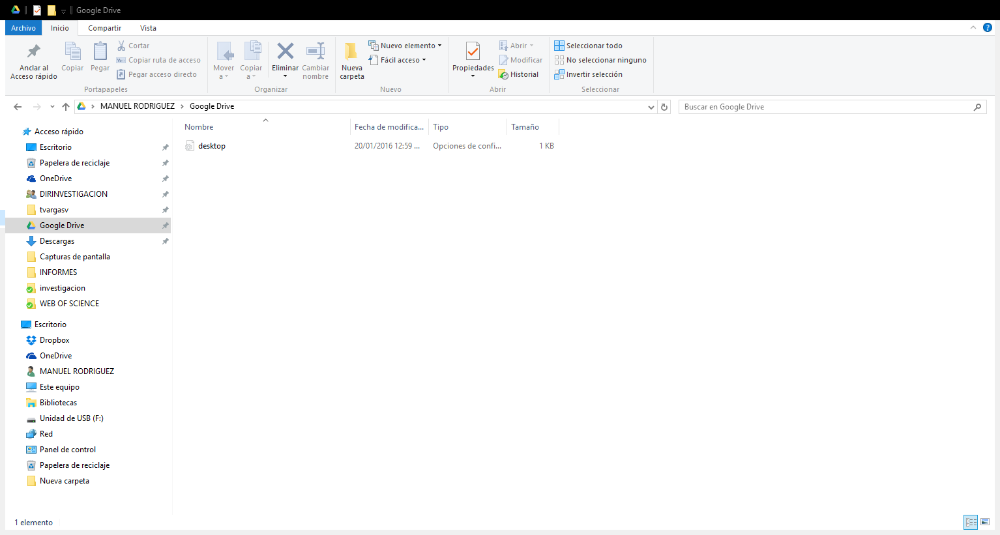 Google Drive
Archivo Inicio Compartir Vista
Anclar al Acceso rápido
Copiar
Pegar
Cortar
Copiar ruta de acceso
Pegar acceso directo
Portapapeles
Mover a
Copiar a
Eliminar
Cambiar nombre
Organizar
Nueva carpeta
Nuevo elemento
Fácil acceso
Nuevo
Propiedades
Abrir
Modificar
Historial
Abrir
Seleccionar todo
No seleccionar ninguno
Invertir selección
Seleccionar
MANUEL RODRIGUEZ > Google Drive
Buscar en Google Drive
Nombre Fecha de modifica... Tipo Tamaño
desktop 20/01/2016 12:59 ... Opciones de confi... 1 KB
Acceso rápido
Escritorio
Papelera de reciclaje
OneDrive
DIRINVESTIGACION
tvargasv
Google Drive
Descargas
Capturas de pantalla
INFORMES
investigacion
WEB OF SCIENCE
Escritorio
Dropbox
OneDrive
MANUEL RODRIGUEZ
Este equipo
Bibliotecas
Unidad de USB (F:)
Red
Panel de control
Papelera de reciclaje
Nueva carpeta
1 elemento